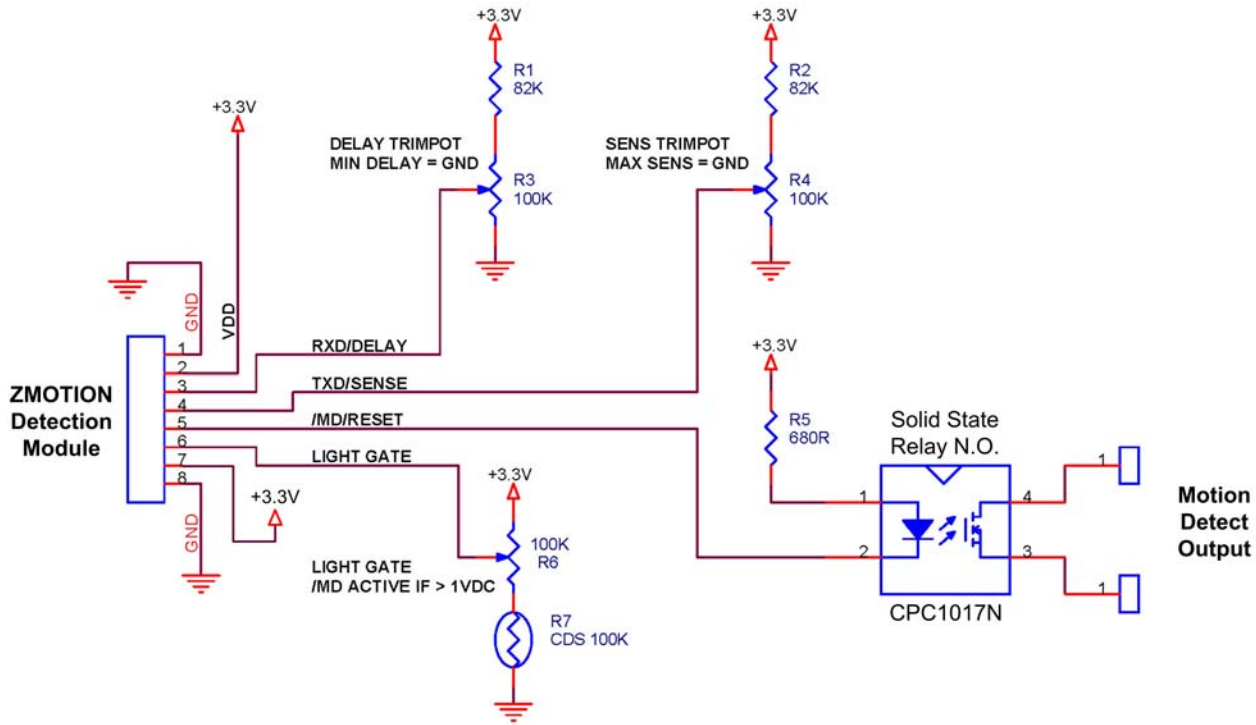 +3.3V
R1
82K
DELAY TRIMPOT
MIN DELAY = GND
R3
100K
+3.3V
R2
82K
SENS TRIMPOT
MAX SENS = GND
R4
100K
+3.3V
GND
VDD
ZMOTION
Detection
Module
1
2
3
4
5
6
7
8
RXD/DELAY
TXD/SENSE
/MD/RESET
LIGHT GATE
+3.3V
GND
+3.3V
100K
R6
LIGHT GATE
/MD ACTIVE IF > 1VDC
R7
CDS 100K
+3.3V
R5
680R
Solid State
Relay N.O.
1
2
4
3
CPC1017N
1
1
Motion
Detect
Output